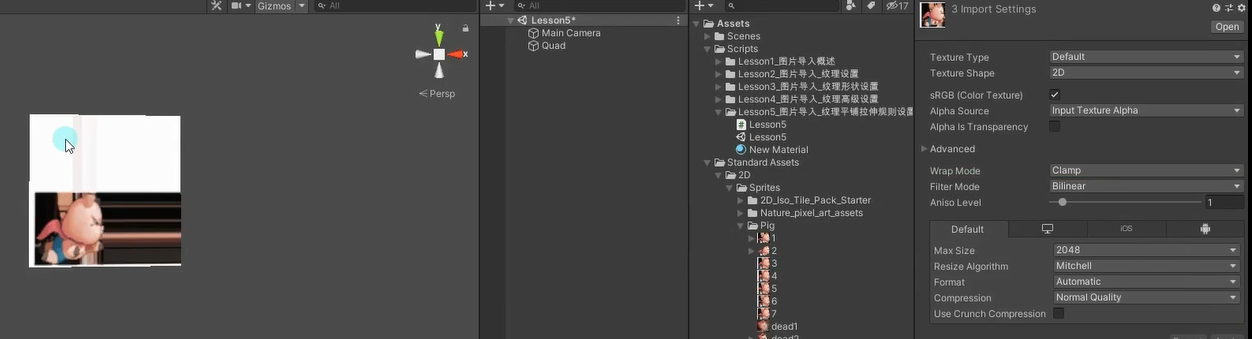 Gizmos All
y
x
Persp
All
Lesson5*
Main Camera
Quad
17
Assets
Scenes
Scripts
Lesson1_图片导入概述
Lesson2_图片导入_纹理设置
Lesson3_图片导入_纹理形状设置
Lesson4_图片导入_纹理高级设置
Lesson5_图片导入_纹理平铺拉伸规则设置
Lesson5
Lesson5
New Material
Standard Assets
2D
Sprites
2D_Iso_Tile_Pack_Starter
Nature_pixel_art_assets
Pig
1
2
3
4
5
6
7
dead1
dead2
3 Import Settings
Open
Texture Type Default
Texture Shape 2D
sRGB (Color Texture)
Alpha Source Input Texture Alpha
Alpha Is Transparency
Advanced
Wrap Mode Clamp
Filter Mode Bilinear
Aniso Level 1
Default iOS
Max Size 2048
Resize Algorithm Mitchell
Format Automatic
Compression Normal Quality
Use Crunch Compression